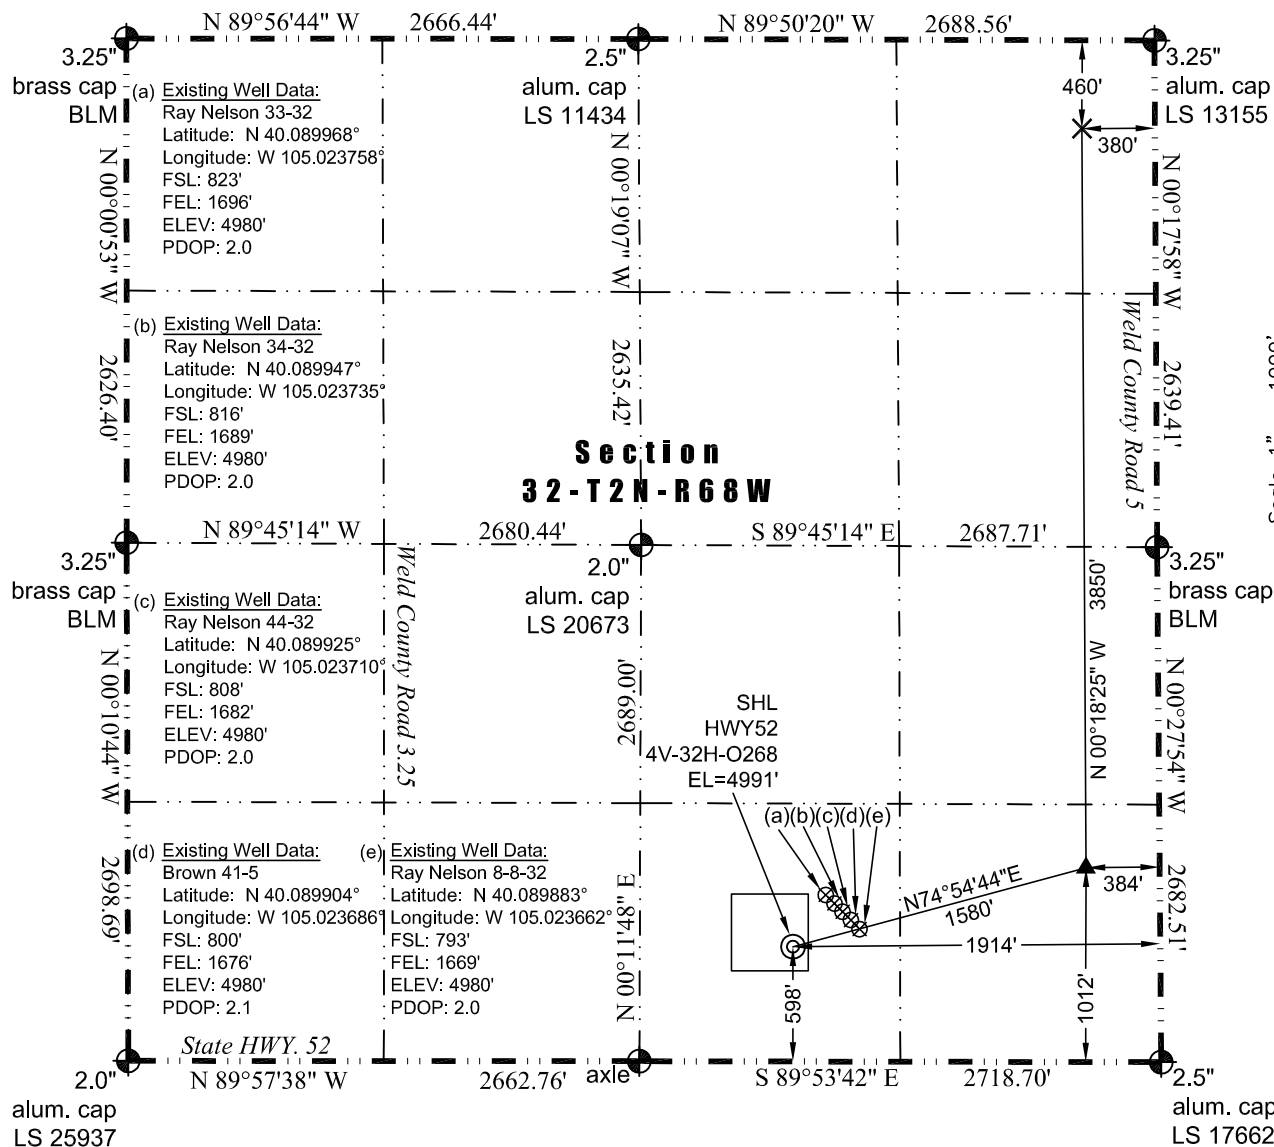 N 89°56'44" W 2666.44' N 89°50'20" W 2688.56'
3.25"
brass cap
BLM
2.5"
alum. cap
LS 11434
3.25"
alum. cap
LS 13155
460'
380'
(a) Existing Well Data:
Ray Nelson 33-32
Latitude: N 40.089968°
Longitude: W 105.023758°
FSL: 823'
FEL: 1696'
ELEV: 4980'
PDOP: 2.0
N 00°00'53" W 2626.40'
N 00°19'07" W 2635.42'
N 00°17'58" W 2639.41'
Weld County Road 5
(b) Existing Well Data:
Ray Nelson 34-32
Latitude: N 40.089947°
Longitude: W 105.023735°
FSL: 816'
FEL: 1689'
ELEV: 4980'
PDOP: 2.0
Section
32-T2N-R68W
N 89°45'14" W 2680.44' S 89°45'14" E 2687.71'
3.25"
brass cap
BLM
2.0"
alum. cap
LS 20673
3.25"
brass cap
BLM
(c) Existing Well Data:
Ray Nelson 44-32
Latitude: N 40.089925°
Longitude: W 105.023710°
FSL: 808'
FEL: 1682'
ELEV: 4980'
PDOP: 2.0
Weld County Road 3.25
N 00°10'44" W 2698.69'
N 00°11'48" E 2689.00'
N 00°18'25" W 3850'
N 00°27'54" W 2682.51'
SHL
HWY52
4V-32H-O268
EL=4991'
(a)(b)(c)(d)(e)
N74°54'44"E
1580'
384'
1914'
598'
1012'
(d) Existing Well Data:
Brown 41-5
Latitude: N 40.089904°
Longitude: W 105.023686°
FSL: 800'
FEL: 1676'
ELEV: 4980'
PDOP: 2.1
(e) Existing Well Data:
Ray Nelson 8-8-32
Latitude: N 40.089883°
Longitude: W 105.023662°
FSL: 793'
FEL: 1669'
ELEV: 4980'
PDOP: 2.0
State HWY. 52
N 89°57'38" W 2662.76' axle S 89°53'42" E 2718.70'
2.0"
alum. cap
LS 25937
2.5"
alum. cap
LS 17662